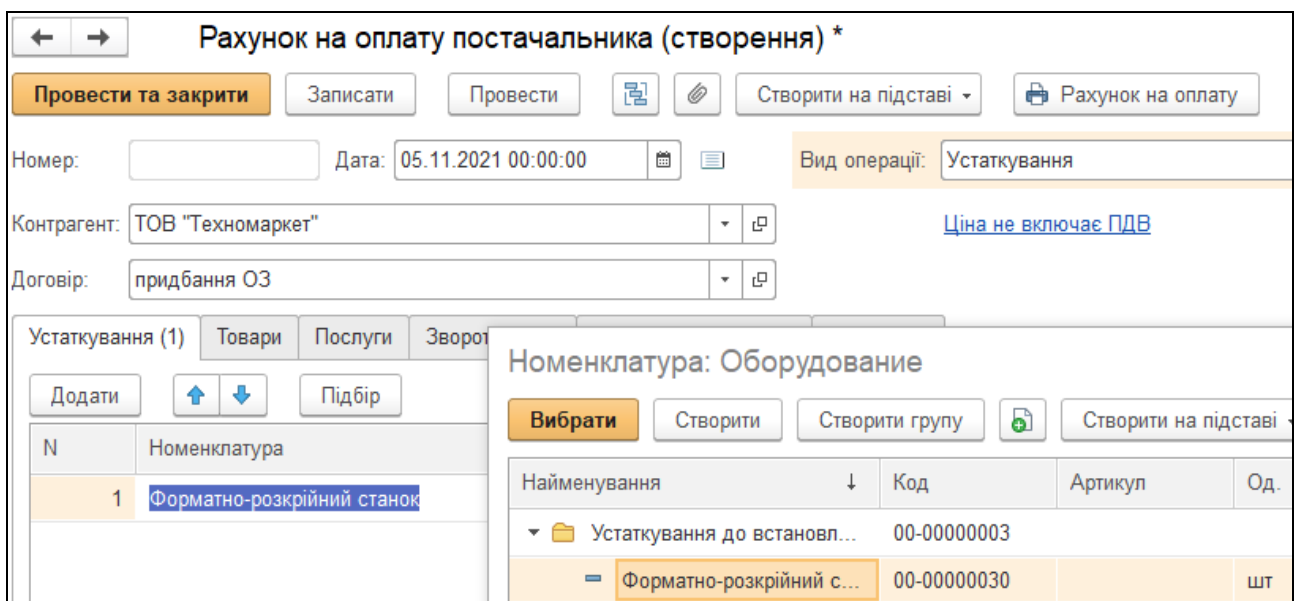 Рахунок на оплату постачальника (створення) *
Провести та закрити Записати Провести Створити на підставі Рахунок на оплату
Номер: Дата: 05.11.2021 00:00:00 Вид операції: Устаткування
Контрагент: ТОВ "Техномаркет" Ціна не включає ПДВ
Договір: придбання ОЗ
Устаткування (1) Товари Послуги Зворот
Номенклатура: Оборудование
Додати Підбір
Вибрати Створити Створити групу Створити на підставі
N Номенклатура
Найменування ↓ Код Артикул Од.
1 Форматно-розкрійний станок
Устаткування до встановл... 00-00000003
Форматно-розкрійний с... 00-00000030 шт